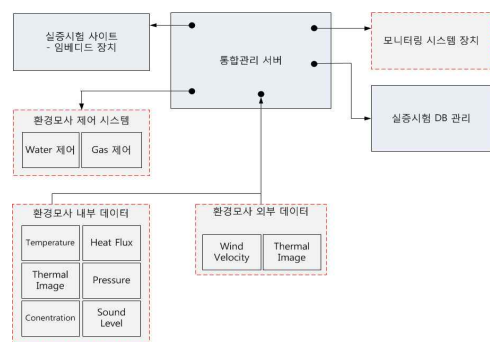 실증시험 사이트
- 임베디드 장치
통합관리 서버
모니터링 시스템 장치
실증시험 DB 관리
환경모사 제어 시스템
Water 제어
Gas 제어
환경모사 내부 데이터
Temperature
Heat Flux
Thermal
Image
Pressure
Conentration
Sound
Level
환경모사 외부 데이터
Wind
Velocity
Thermal
Image